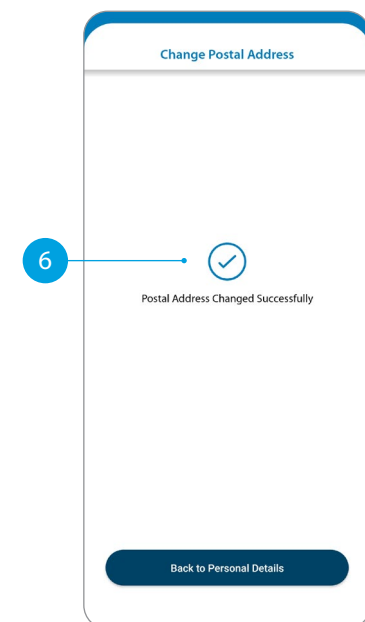 Change Postal Address
6
Postal Address Changed Successfully
Back to Personal Details